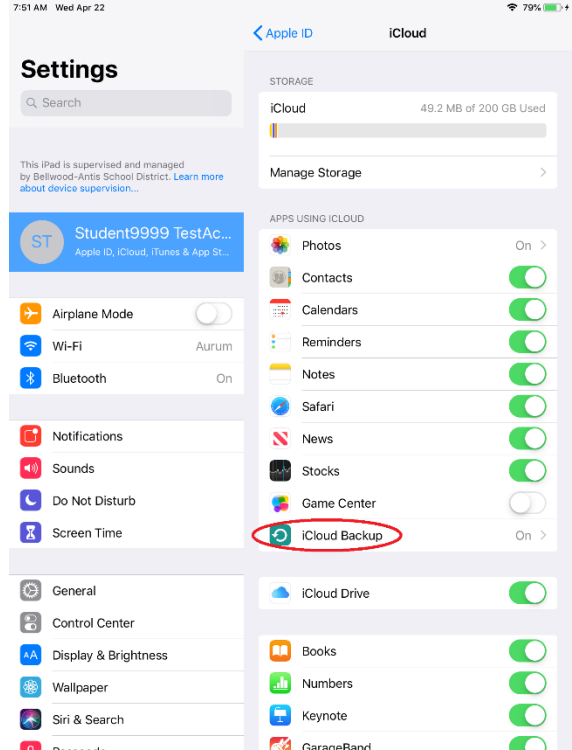 7:51 AM Wed Apr 22
79%
Settings
Search
This iPad is supervised and managed
by Bellwood-Antis School District. Learn more
about device supervision...
ST
Student9999 TestAc...
Apple ID, iCloud, iTunes & App St...
Airplane Mode
Wi-Fi Aurum
Bluetooth On
Notifications
Sounds
Do Not Disturb
Screen Time
General
Control Center
AA Display & Brightness
Wallpaper
Siri & Search
Apple ID iCloud
STORAGE
iCloud 49.2 MB of 200 GB Used
Manage Storage
APPS USING ICLOUD
Photos On
Contacts
Calendars
Reminders
Notes
Safari
News
Stocks
Game Center
iCloud Backup On
iCloud Drive
Books
Numbers
Keynote
GarageBand